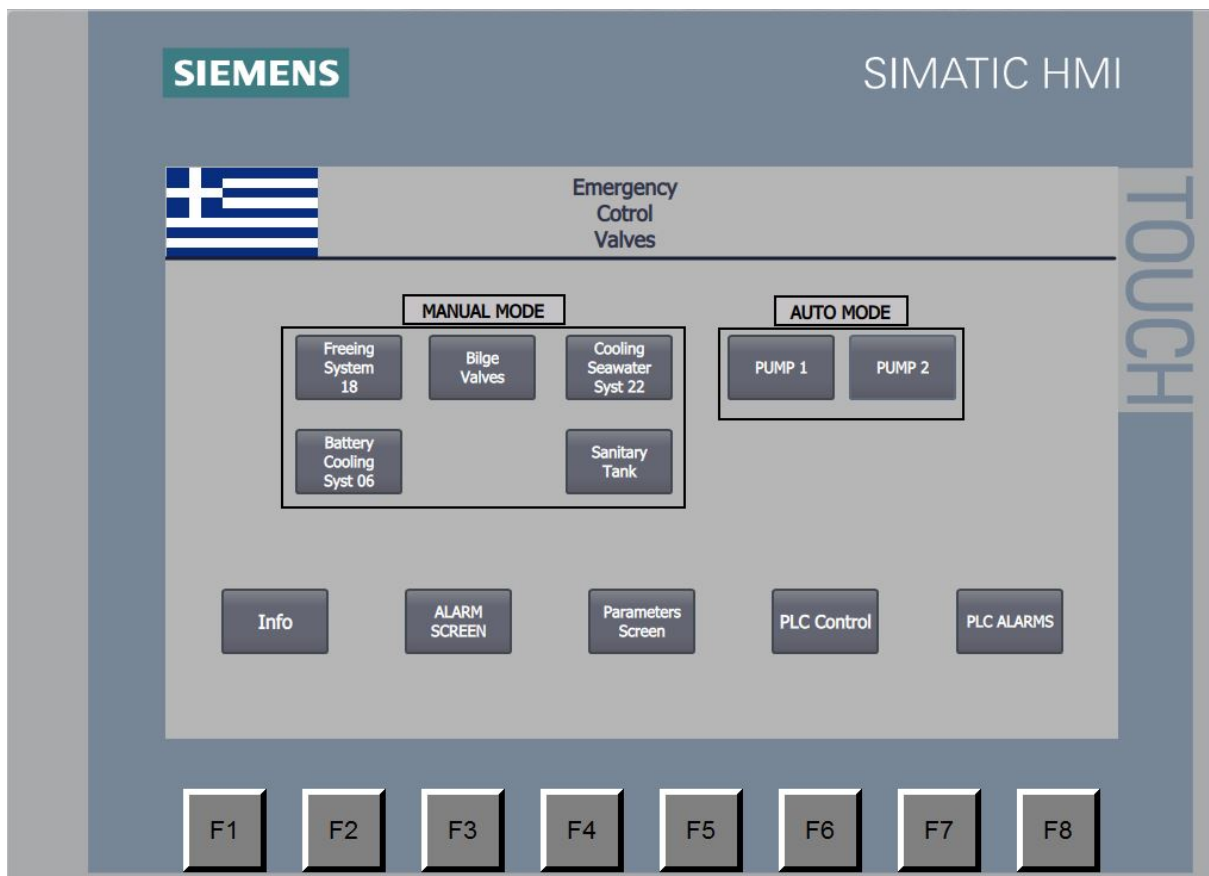 SIEMENS
SIMATIC HMI
TOUCH
Emergency
Cotrol
Valves
MANUAL MODE
AUTO MODE
Freeing
System
18
Bilge
Valves
Cooling
Seawater
Syst 22
PUMP 1
PUMP 2
Battery
Cooling
Syst 06
Sanitary
Tank
Info
ALARM
SCREEN
Parameters
Screen
PLC Control
PLC ALARMS
F1
F2
F3
F4
F5
F6
F7
F8